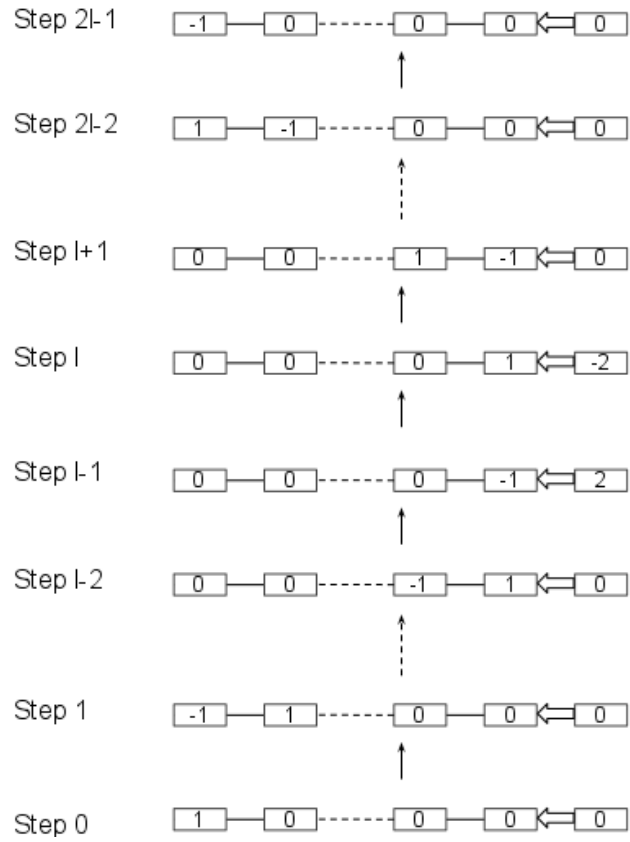 Step 2l-1 -1 0 0 0 0
Step 2l-2 1 -1 0 0 0
Step l+1 0 0 1 -1 0
Step l 0 0 0 1 -2
Step l-1 0 0 0 -1 2
Step l-2 0 0 -1 1 0
Step 1 -1 1 0 0 0
Step 0 1 0 0 0 0